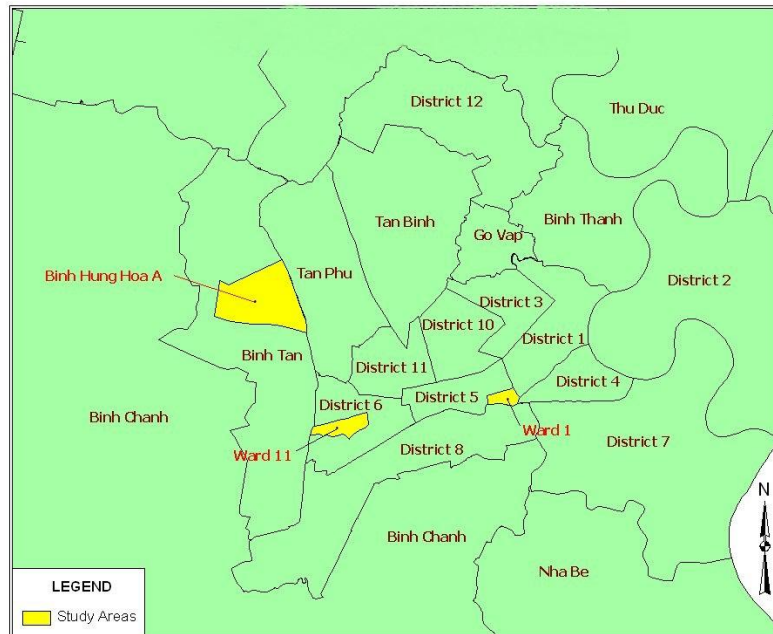 District 12
Thu Duc
Tan Binh
Binh Thanh
Go Vap
Binh Hung Hoa A
Tan Phu
District 2
District 3
District 10
District 1
Binh Tan
District 11
District 4
District 6
District 5
Binh Chanh
Ward 1
District 7
Ward 11
District 8
N
Binh Chanh
Nha Be
LEGEND
Study Areas